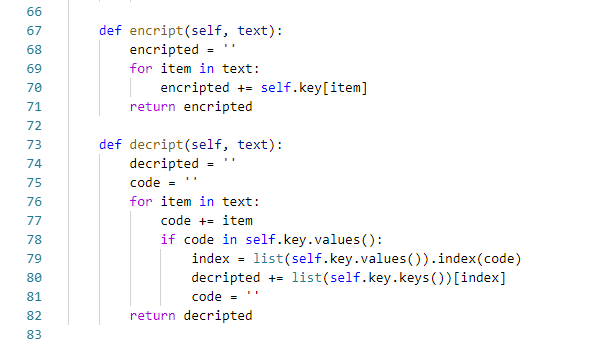 66
67 def encript(self, text):
68 encripted = ''
69 for item in text:
70 encripted += self.key[item]
71 return encripted
72
73 def decript(self, text):
74 decripted = ''
75 code = ''
76 for item in text:
77 code += item
78 if code in self.key.values():
79 index = list(self.key.values()).index(code)
80 decripted += list(self.key.keys())[index]
81 code = ''
82 return decripted
83